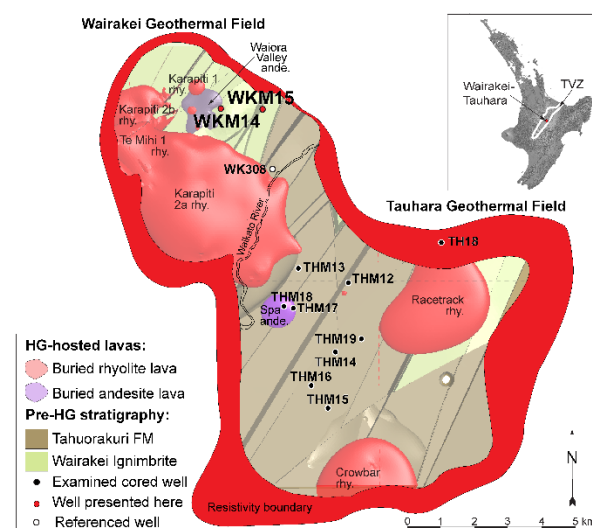 Wairakei Geothermal Field
Waiora
Valley
ande.
Karapiti 1
rhy.
Karapiti 2b
rhy.
WKM15
WKM14
Te Mihi 1
rhy.
WK308
Karapiti
2a rhy.
Waikato River
TVZ
Wairakei-
Tauhara
Tauhara Geothermal Field
TH18
THM13
THM12
THM18
THM17
Spa
ande.
Racetrack
rhy.
THM19
THM14
THM16
THM15
Crowbar
rhy.
Resistivity boundary
HG-hosted lavas:
Buried rhyolite lava
Buried andesite lava
Pre-HG stratigraphy:
Tahuorakuri FM
Wairakei Ignimbrite
Examined cored well
Well presented here
Referenced well
N
0 1 2 3 4 5 km